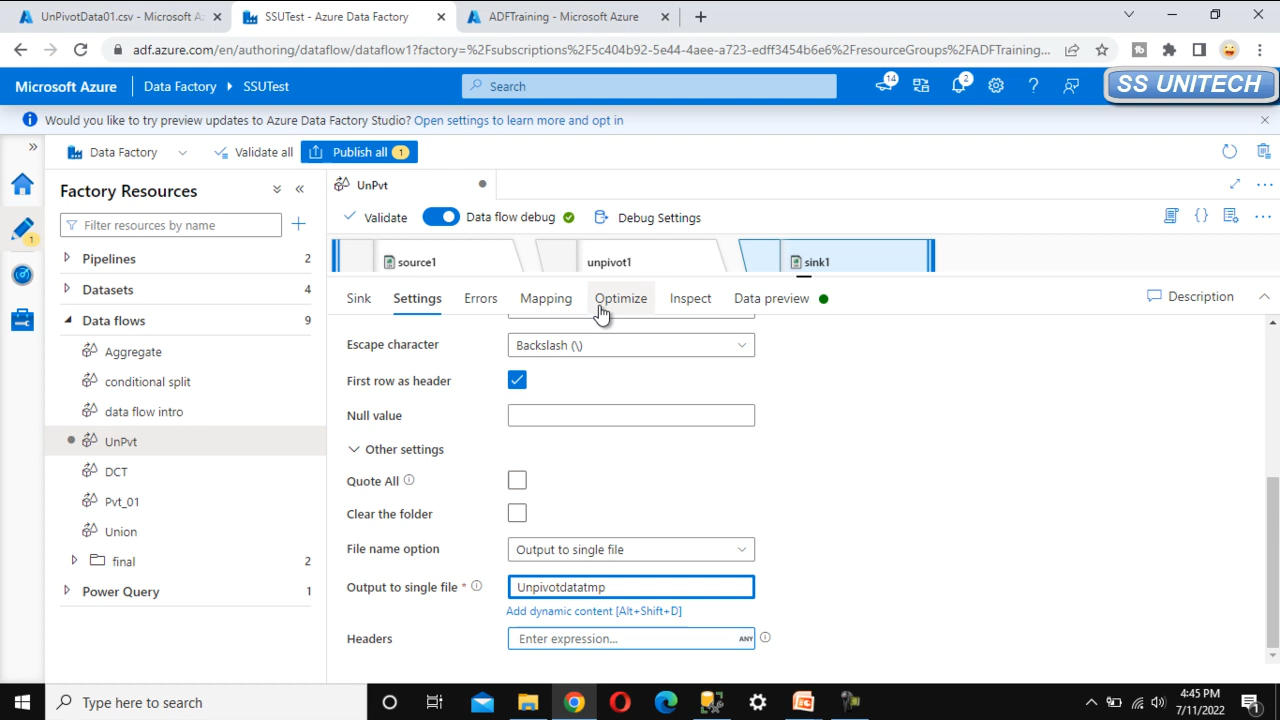 UnPivotData01.csv - Microsoft A
SSUTest - Azure Data Factory
ADFTraining - Microsoft Azure
adf.azure.com/en/authoring/dataflow/dataflow1?factory=%2Fsubscriptions%2F5c404b92-5e44-4aee-a723-edff3454b6e6%2FresourceGroups%2FADFTraining...
Microsoft Azure
Data Factory
SSUTest
Search
14
2
SS UNITECH
Would you like to try preview updates to Azure Data Factory Studio? Open settings to learn more and opt in
Data Factory
Validate all
Publish all 1
Factory Resources
UnPvt
Filter resources by name
Validate
Data flow debug
Debug Settings
1
Pipelines 2
source1
unpivot1
sink1
Datasets 4
Sink
Settings
Errors
Mapping
Optimize
Inspect
Data preview
Description
Data flows 9
Aggregate
Escape character
Backslash (\)
conditional split
First row as header
data flow intro
Null value
UnPvt
Other settings
DCT
Quote All
Pvt_01
Clear the folder
Union
File name option
Output to single file
final 2
Output to single file *
Unpivotdatatmp
Power Query 1
Add dynamic content [Alt+Shift+D]
Headers
Enter expression...
ANY
Type here to search
4:45 PM
7/11/2022
1